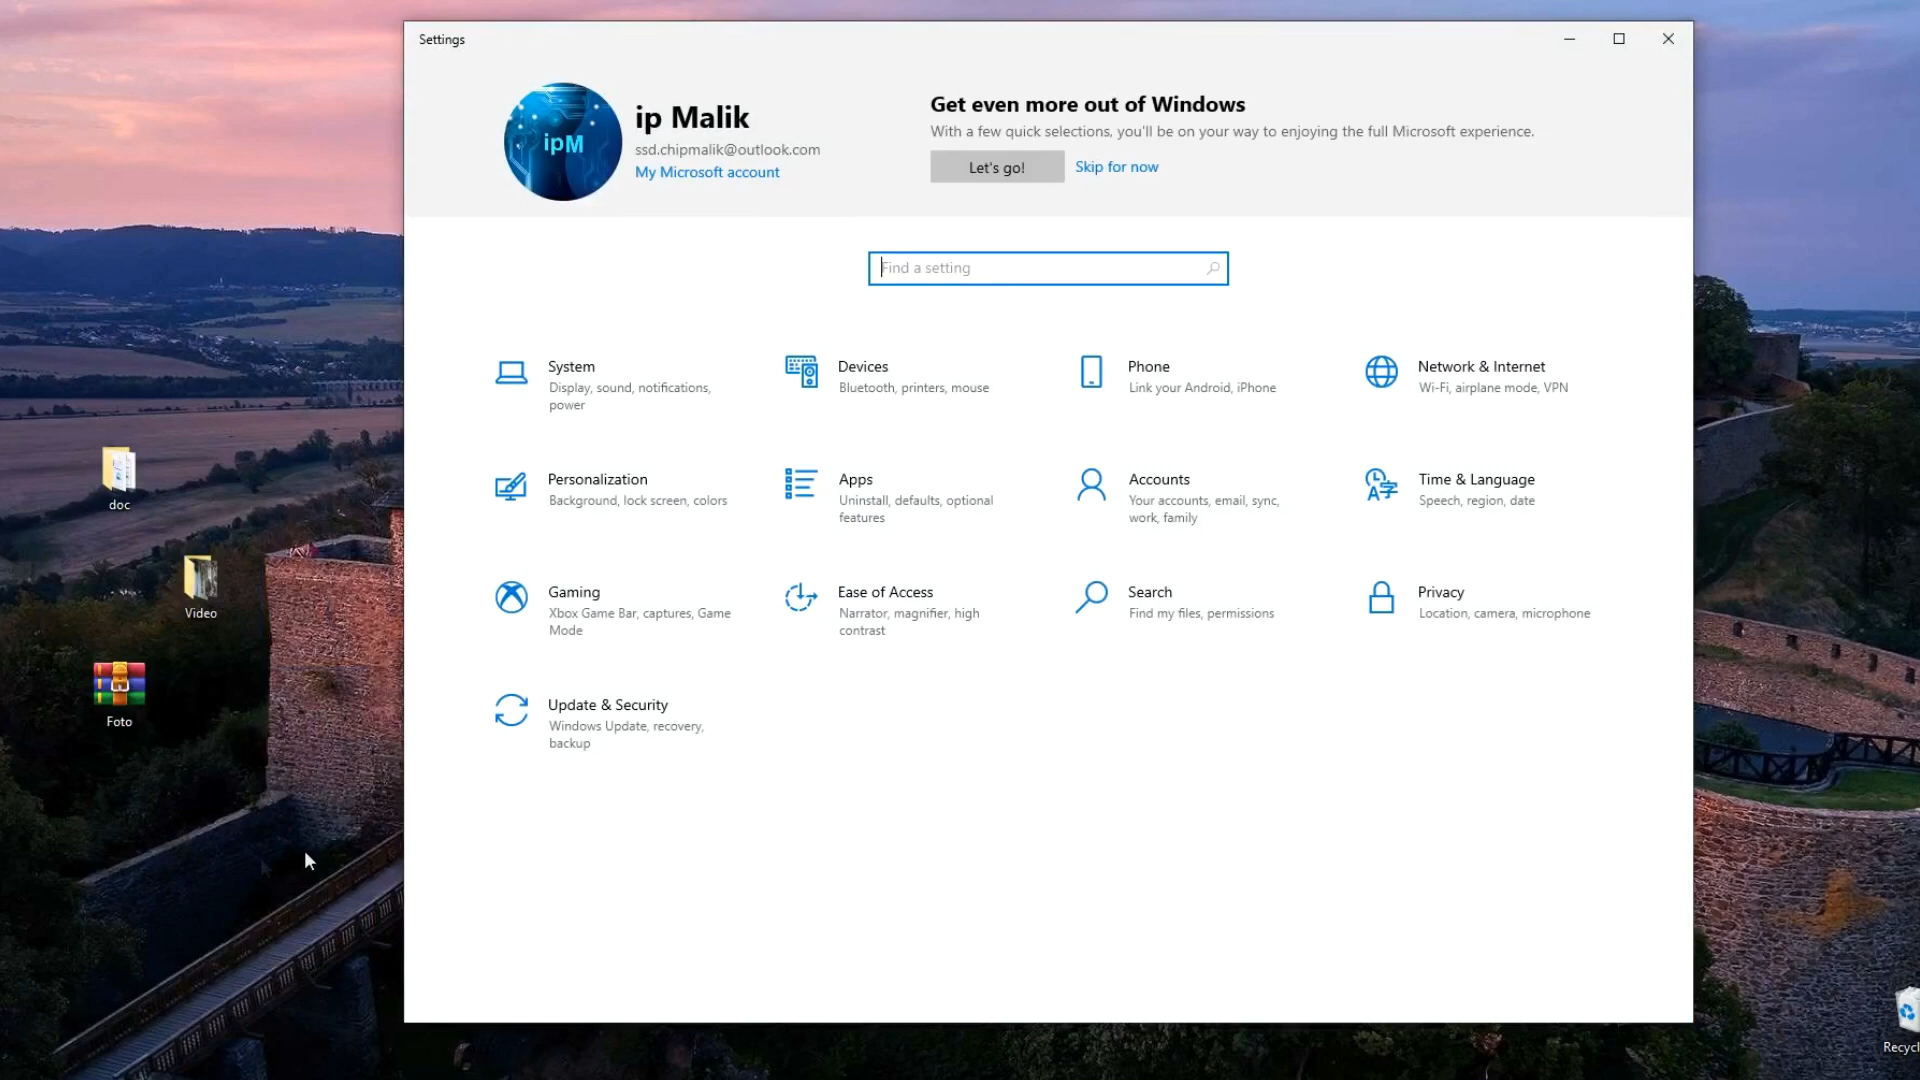 Settings
ipM
ip Malik
ssd.chipmalik@outlook.com
My Microsoft account
Get even more out of Windows
With a few quick selections, you'll be on your way to enjoying the full Microsoft experience.
Let's go!
Skip for now
Find a setting
System
Display, sound, notifications,
power
Devices
Bluetooth, printers, mouse
Phone
Link your Android, iPhone
Network & Internet
Wi-Fi, airplane mode, VPN
Personalization
Background, lock screen, colors
Apps
Uninstall, defaults, optional
features
Accounts
Your accounts, email, sync,
work, family
Time & Language
Speech, region, date
Gaming
Xbox Game Bar, captures, Game
Mode
Ease of Access
Narrator, magnifier, high
contrast
Search
Find my files, permissions
Privacy
Location, camera, microphone
Update & Security
Windows Update, recovery,
backup
doc
Video
Foto
Recycl